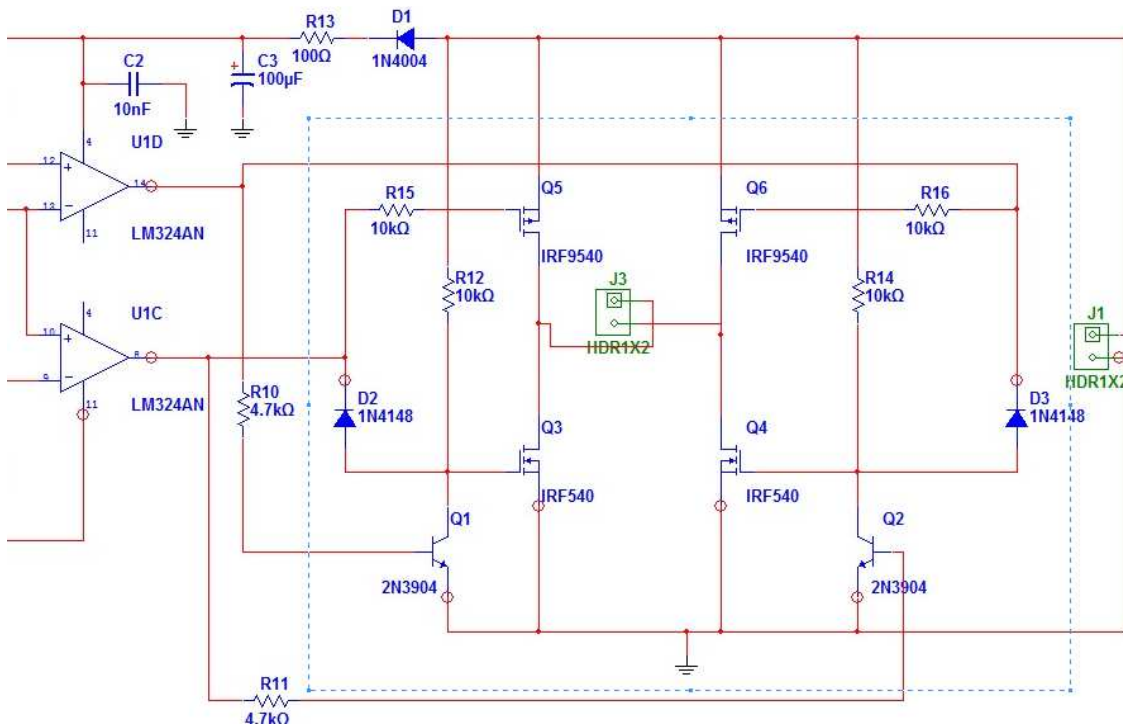 D1
R13
1N4004
100Ω
C2
10nF
C3
100µF
+
U1D
4
12
+
14
13
−
11
LM324AN
Q5
Q6
R15
10kΩ
R16
10kΩ
IRF9540
IRF9540
R12
10kΩ
R14
10kΩ
J3
HDR1X2
J1
HDR1X2
U1C
4
10
+
8
9
−
11
LM324AN
R10
4.7kΩ
D2
1N4148
D3
1N4148
Q3
Q4
IRF540
IRF540
Q1
Q2
2N3904
2N3904
R11
4.7kΩ